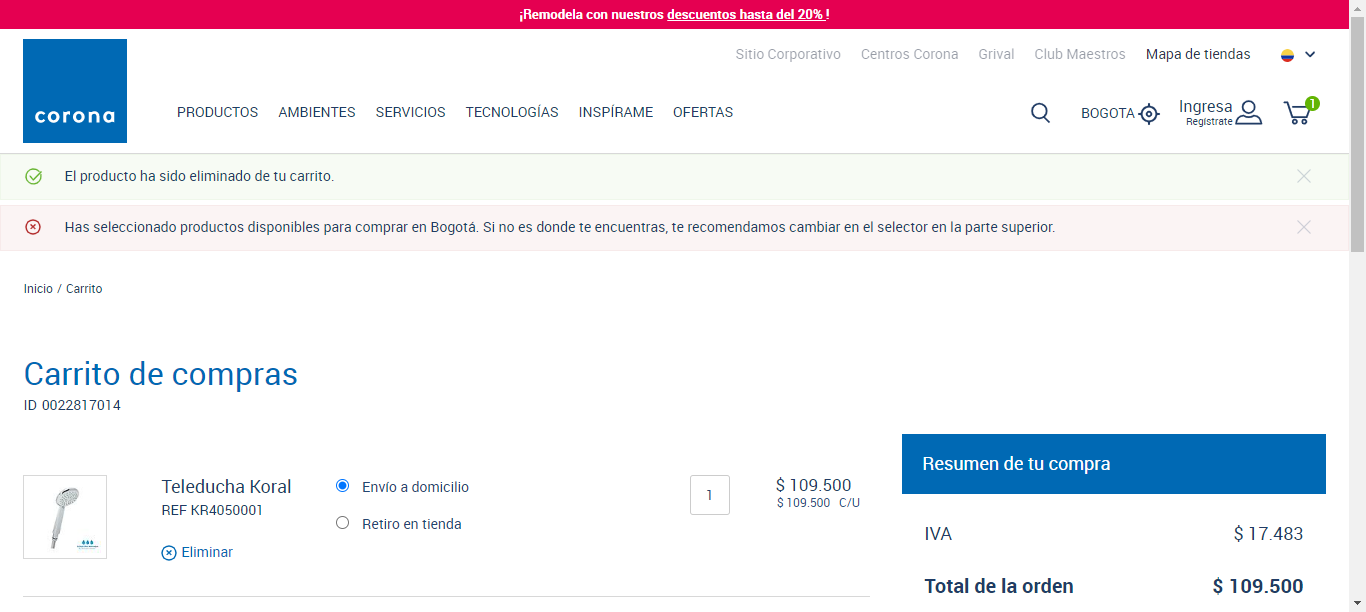 ¡Remodela con nuestros descuentos hasta del 20% !
Sitio Corporativo Centros Corona Grival Club Maestros Mapa de tiendas
corona
PRODUCTOS AMBIENTES SERVICIOS TECNOLOGÍAS INSPÍRAME OFERTAS
BOGOTA
Ingresa
Regístrate
1
El producto ha sido eliminado de tu carrito.
Has seleccionado productos disponibles para comprar en Bogotá. Si no es donde te encuentras, te recomendamos cambiar en el selector en la parte superior.
Inicio / Carrito
Carrito de compras
ID 0022817014
Teleducha Koral
REF KR4050001
Eliminar
Envío a domicilio
Retiro en tienda
1
$ 109.500
$ 109.500 C/U
Resumen de tu compra
IVA $ 17.483
Total de la orden $ 109.500